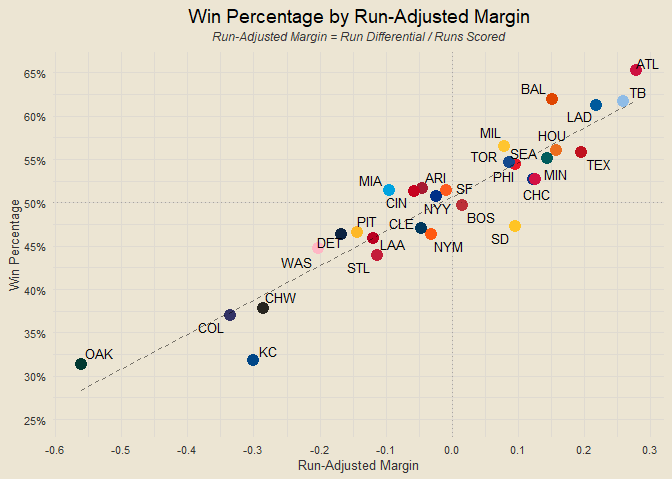 Win Percentage by Run-Adjusted Margin
Run-Adjusted Margin = Run Differential / Runs Scored
65%
60%
55%
50%
45%
40%
35%
30%
25%
Win Percentage
ATL
BAL
TB
LAD
MIL
HOU
TOR
SEA
TEX
PHI
MIN
CHC
MIA
ARI
SF
CIN
NYY
BOS
PIT
CLE
SD
DET
LAA
NYM
WAS
STL
CHW
COL
KC
OAK
-0.6
-0.5
-0.4
-0.3
-0.2
-0.1
0.0
0.1
0.2
0.3
Run-Adjusted Margin